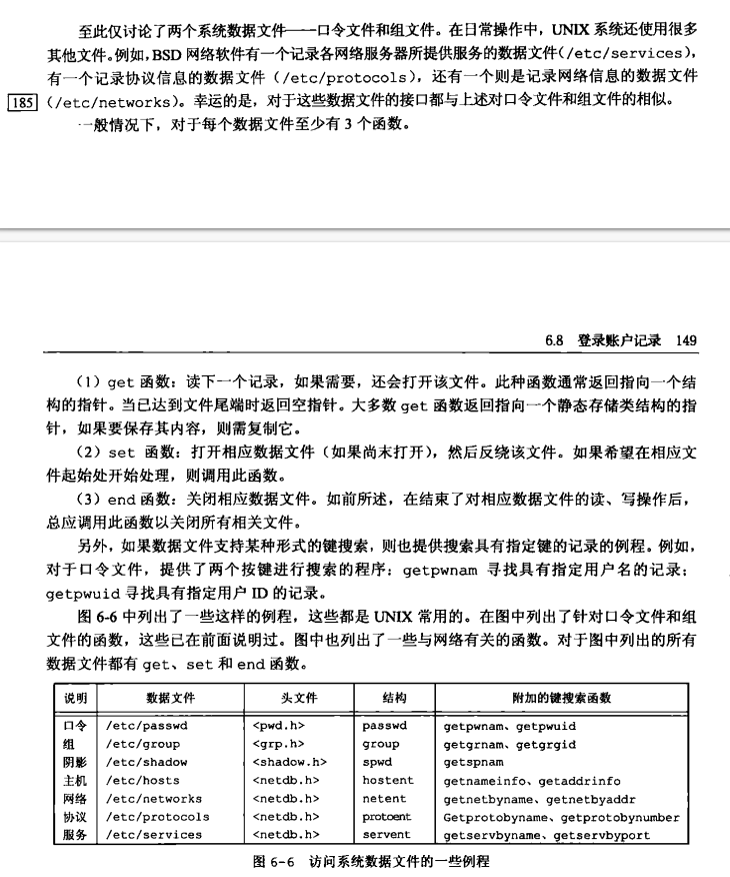 至此仅讨论了两个系统数据文件——口令文件和组文件。在日常操作中，UNIX 系统还使用很多
其他文件。例如，BSD 网络软件有一个记录各网络服务器所提供服务的数据文件(/etc/services)，
有一个记录协议信息的数据文件（/etc/protocols），还有一个则是记录网络信息的数据文件
185（/etc/networks）。幸运的是，对于这些数据文件的接口都与上述对口令文件和组文件的相似。
一般情况下，对于每个数据文件至少有 3 个函数。
6.8 登录账户记录 149
（1）get 函数：读下一个记录，如果需要，还会打开该文件。此种函数通常返回指向一个结
构的指针。当已达到文件尾端时返回空指针。大多数 get 函数返回指向一个静态存储类结构的指
针，如果要保存其内容，则需复制它。
（2）set 函数：打开相应数据文件（如果尚末打开），然后反绕该文件。如果希望在相应文
件起始处开始处理，则调用此函数。
（3）end 函数：关闭相应数据文件。如前所述，在结束了对相应数据文件的读、写操作后，
总应调用此函数以关闭所有相关文件。
另外，如果数据文件支持某种形式的键搜索，则也提供搜索具有指定键的记录的例程。例如，
对于口令文件，提供了两个按键进行搜索的程序：getpwnam 寻找具有指定用户名的记录；
getpwuid 寻找具有指定用户 ID 的记录。
图 6-6 中列出了一些这样的例程，这些都是 UNIX 常用的。在图中列出了针对口令文件和组
文件的函数，这些已在前面说明过。图中也列出了一些与网络有关的函数。对于图中列出的所有
数据文件都有 get、set 和 end 函数。
说明 数据文件 头文件 结构 附加的键搜索函数
口令 /etc/passwd <pwd.h> passwd getpwnam、getpwuid
组 /etc/group <grp.h> group getgrnam、getgrgid
阴影 /etc/shadow <shadow.h> spwd getspnam
主机 /etc/hosts <netdb.h> hostent getnameinfo、getaddrinfo
网络 /etc/networks <netdb.h> netent getnetbyname、getnetbyaddr
协议 /etc/protocols <netdb.h> protoent Getprotobyname、getprotobynumber
服务 /etc/services <netdb.h> servent getservbyname、getservbyport
图 6-6 访问系统数据文件的一些例程